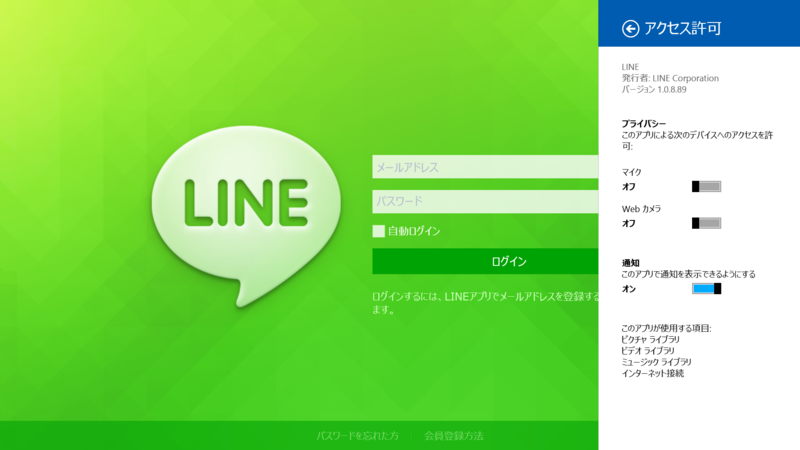 LINE
メールアドレス
パスワード
自動ログイン
ログイン
ログインするには、LINEアプリでメールアドレスを登録する
ます。
パスワードを忘れた方
会員登録方法
アクセス許可
LINE
発行者: LINE Corporation
バージョン 1.0.8.89
プライバシー
このアプリによる次のデバイスへのアクセスを許
可:
マイク
オフ
Web カメラ
オフ
通知
このアプリで通知を表示できるようにする
オン
このアプリが使用する項目:
ピクチャ ライブラリ
ビデオ ライブラリ
ミュージック ライブラリ
インターネット接続